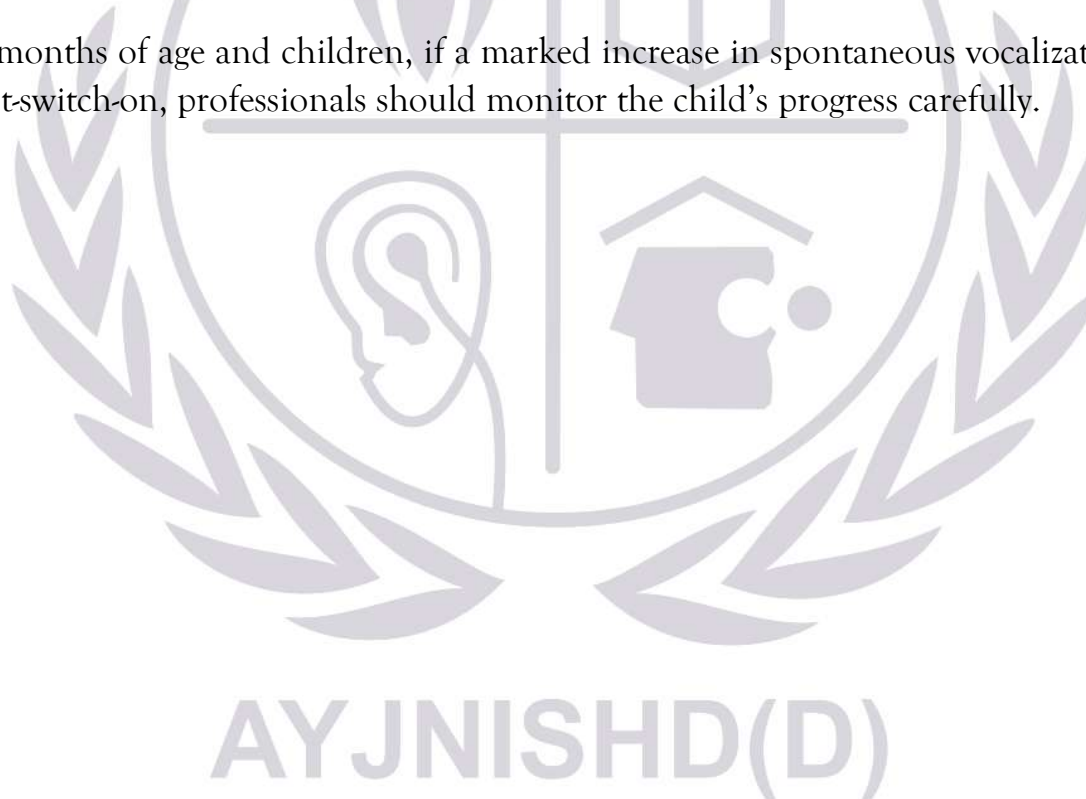 months of age and children, if a marked increase in spontaneous
t-switch-on, professionals should monitor the child's progress carefully.
AYJNISHD(D)